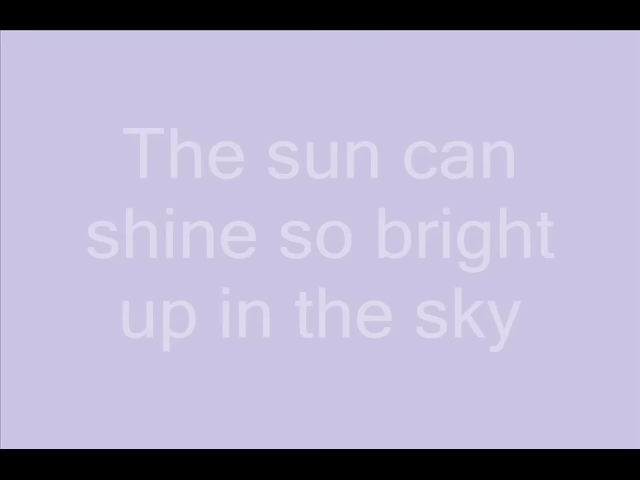 The sun can
shine so bright
up in the sky